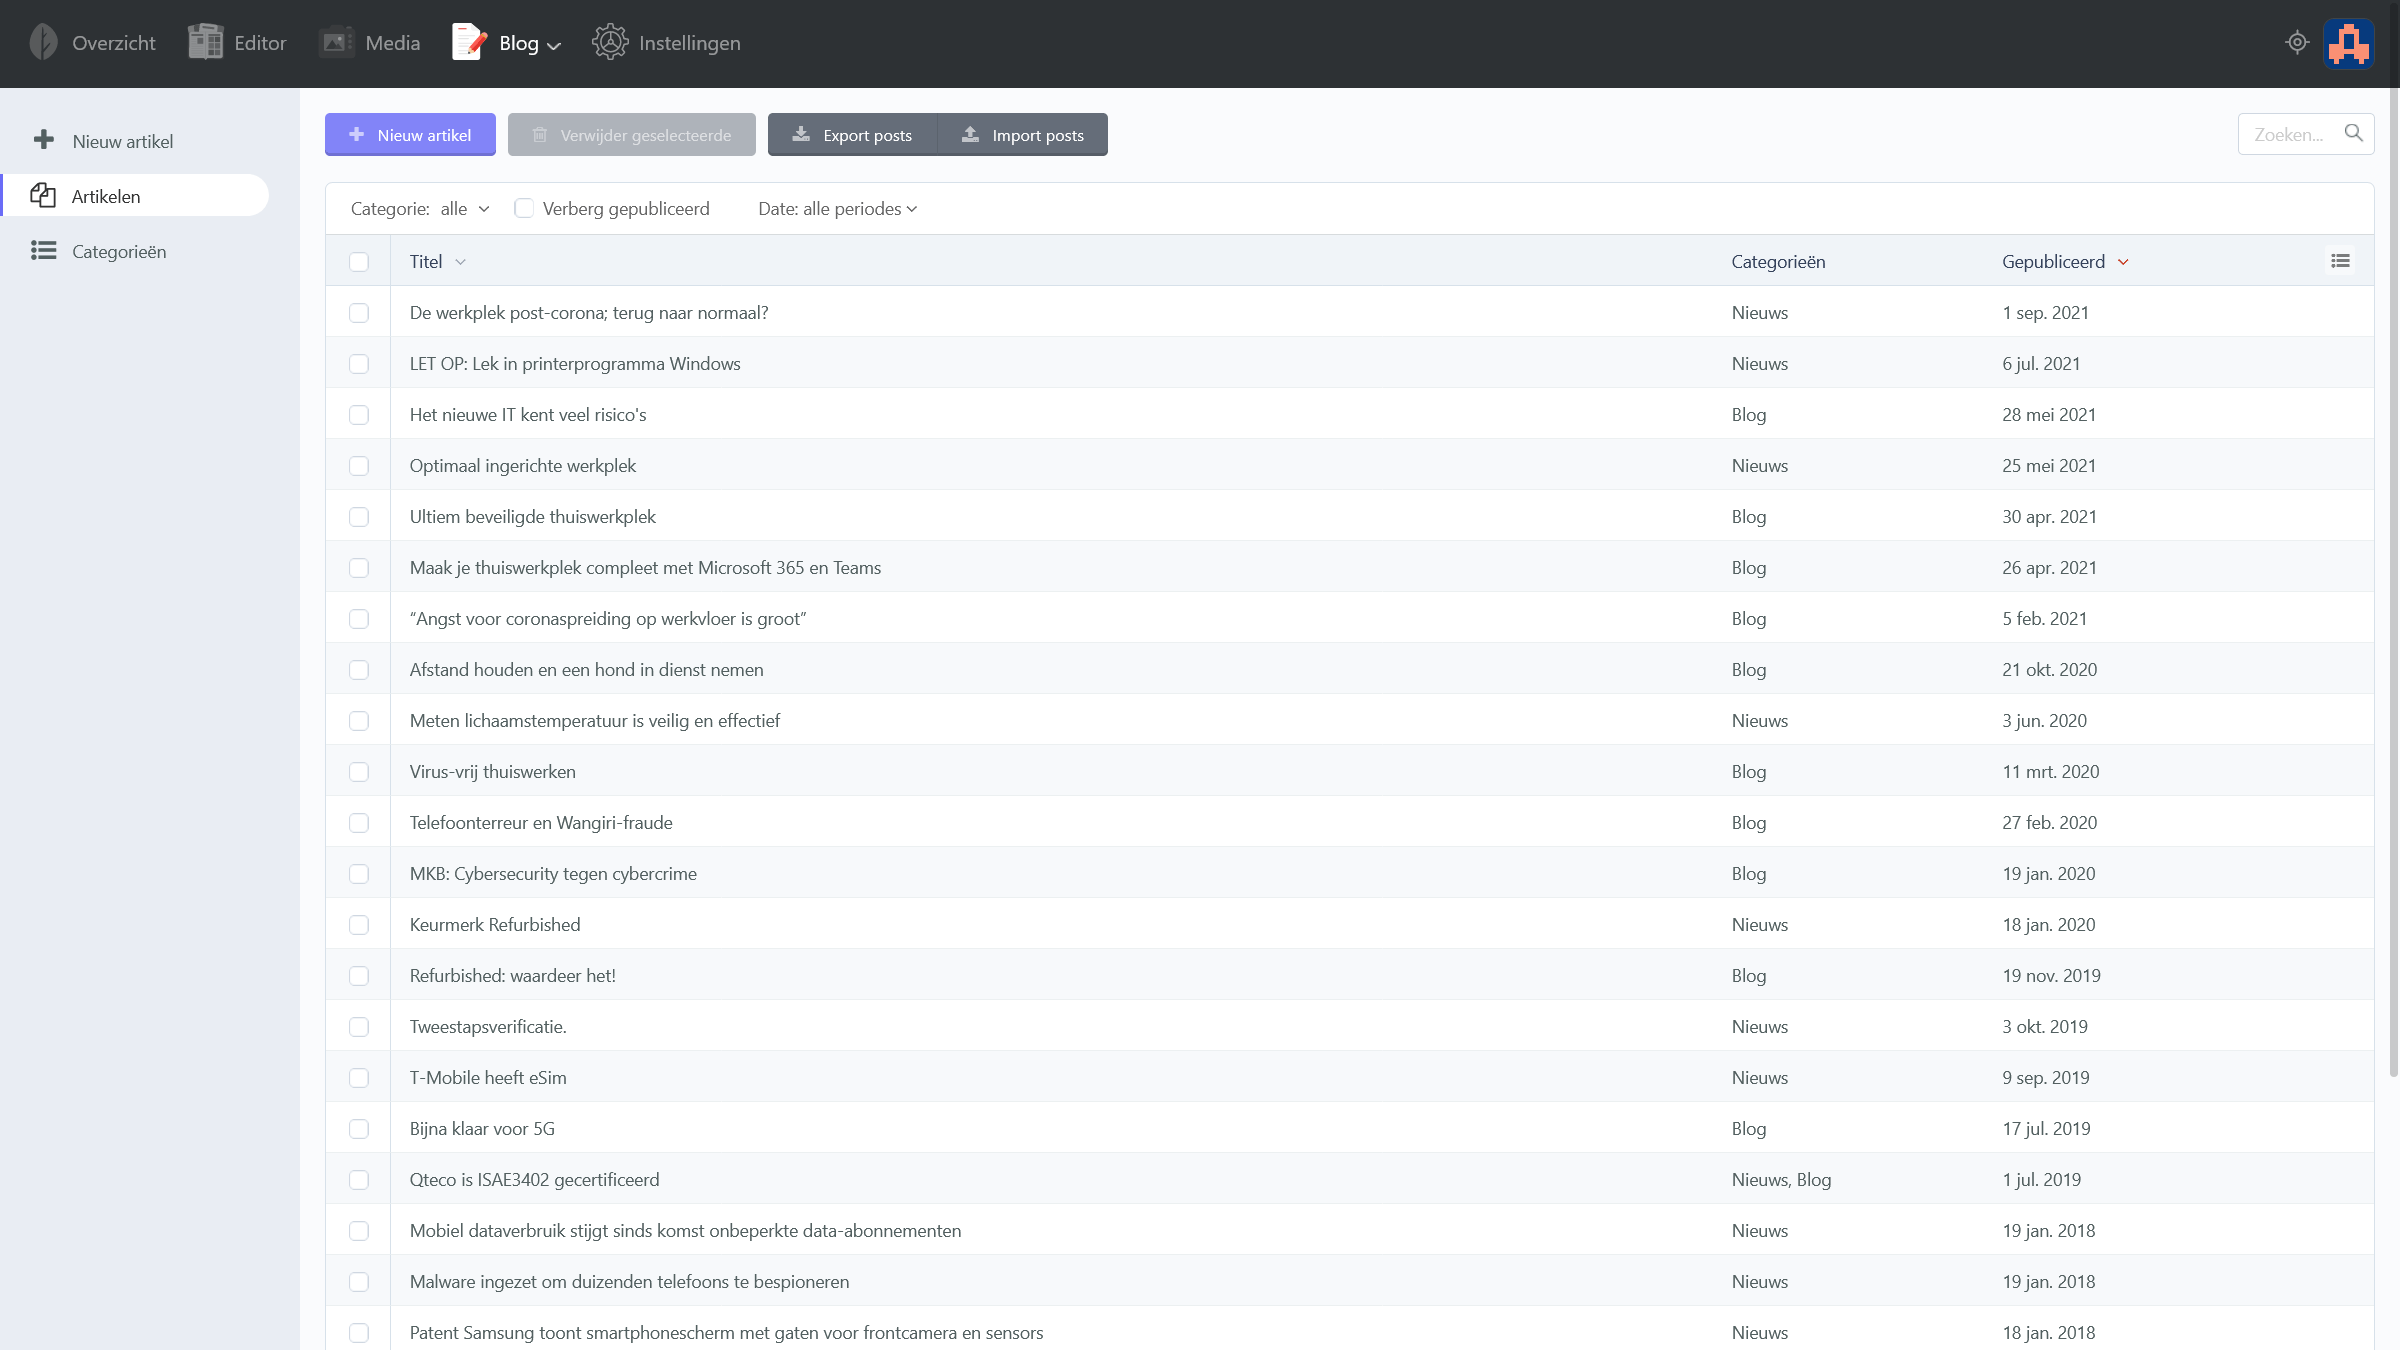 Overzicht Editor Media Blog Instellingen
Nieuw artikel
Artikelen
Categorieën
Nieuw artikel Verwijder geselecteerde Export posts Import posts Zoeken...
Categorie: alle Verberg gepubliceerd Date: alle periodes
Titel Categorieën Gepubliceerd
De werkplek post-corona; terug naar normaal? Nieuws 1 sep. 2021
LET OP: Lek in printerprogramma Windows Nieuws 6 jul. 2021
Het nieuwe IT kent veel risico's Blog 28 mei 2021
Optimaal ingerichte werkplek Nieuws 25 mei 2021
Ultiem beveiligde thuiswerkplek Blog 30 apr. 2021
Maak je thuiswerkplek compleet met Microsoft 365 en Teams Blog 26 apr. 2021
“Angst voor coronaspreiding op werkvloer is groot” Blog 5 feb. 2021
Afstand houden en een hond in dienst nemen Blog 21 okt. 2020
Meten lichaamstemperatuur is veilig en effectief Nieuws 3 jun. 2020
Virus-vrij thuiswerken Blog 11 mrt. 2020
Telefoonterreur en Wangiri-fraude Blog 27 feb. 2020
MKB: Cybersecurity tegen cybercrime Blog 19 jan. 2020
Keurmerk Refurbished Nieuws 18 jan. 2020
Refurbished: waardeer het! Blog 19 nov. 2019
Tweestapsverificatie. Nieuws 3 okt. 2019
T-Mobile heeft eSim Nieuws 9 sep. 2019
Bijna klaar voor 5G Blog 17 jul. 2019
Qteco is ISAE3402 gecertificeerd Nieuws, Blog 1 jul. 2019
Mobiel dataverbruik stijgt sinds komst onbeperkte data-abonnementen Nieuws 19 jan. 2018
Malware ingezet om duizenden telefoons te bespioneren Nieuws 19 jan. 2018
Patent Samsung toont smartphonescherm met gaten voor frontcamera en sensors Nieuws 18 jan. 2018